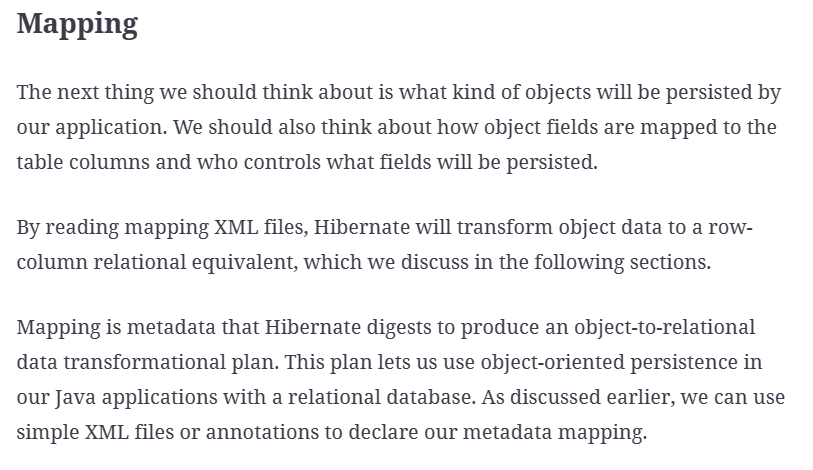 Mapping
The next thing we should think about is what kind of objects will be persisted by
our application. We should also think about how object fields are mapped to the
table columns and who controls what fields will be persisted.
By reading mapping XML files, Hibernate will transform object data to a row-
column relational equivalent, which we discuss in the following sections.
Mapping is metadata that Hibernate digests to produce an object-to-relational
data transformational plan. This plan lets us use object-oriented persistence in
our Java applications with a relational database. As discussed earlier, we can use
simple XML files or annotations to declare our metadata mapping.